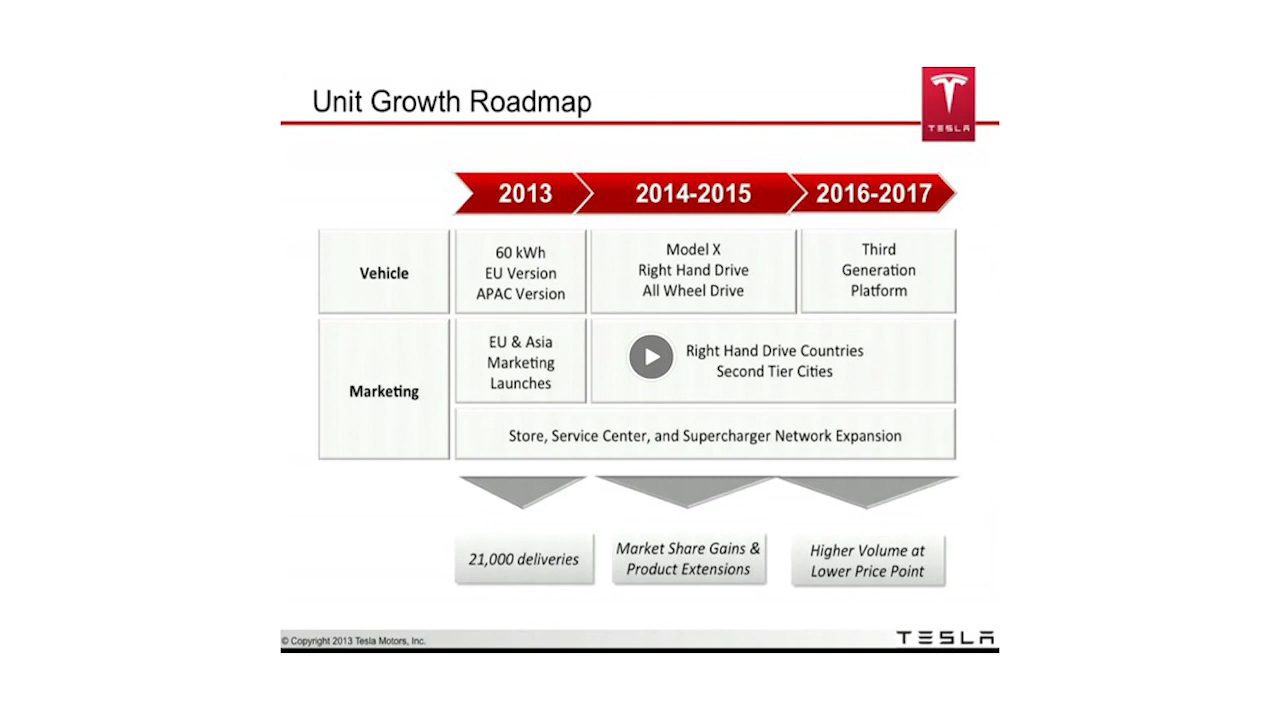 Unit Growth Roadmap
TESLA
2013
2014-2015
2016-2017
Vehicle
60 kWh
EU Version
APAC Version
Model X
Right Hand Drive
All Wheel Drive
Third
Generation
Platform
Marketing
EU & Asia
Marketing
Launches
Right Hand Drive Countries
Second Tier Cities
Store, Service Center, and Supercharger Network Expansion
21,000 deliveries
Market Share Gains &
Product Extensions
Higher Volume at
Lower Price Point
© Copyright 2013 Tesla Motors, Inc.
TESLA